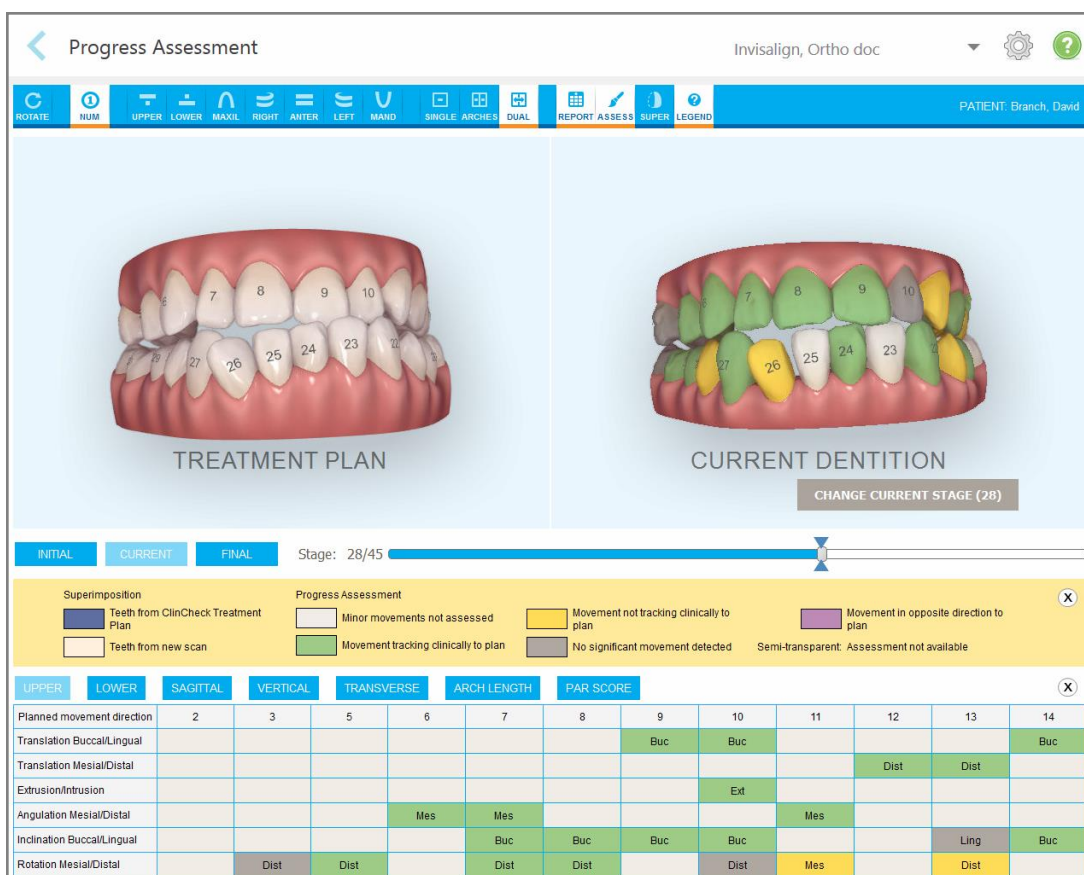 Progress Assessment
Invisalign, Ortho doc
?
ROTATE NUM UPPER LOWER MAXIL RIGHT ANTER LEFT MAND SINGLE ARCHES DUAL REPORT ASSESS SUPER LEGEND
PATIENT: Branch, David
7 8 9 10
29 27 26 25 24 23 22
7 8 9 10
27 26 25 24 23
TREATMENT PLAN
CURRENT DENTITION
CHANGE CURRENT STAGE (28)
INITIAL CURRENT FINAL Stage: 28/45
Superimposition
Teeth from ClinCheck Treatment
Plan
Teeth from new scan
Progress Assessment
Minor movements not assessed
Movement tracking clinically to plan
Movement not tracking clinically to
plan
No significant movement detected
Movement in opposite direction to
plan
Semi-transparent: Assessment not available
X
UPPER LOWER SAGITTAL VERTICAL TRANSVERSE ARCH LENGTH PAR SCORE X
Planned movement direction 2 3 5 6 7 8 9 10 11 12 13 14
Translation Buccal/Lingual Buc Buc Buc
Translation Mesial/Distal Dist Dist
Extrusion/Intrusion Ext
Angulation Mesial/Distal Mes Mes Mes
Inclination Buccal/Lingual Buc Buc Buc Buc Ling Buc
Rotation Mesial/Distal Dist Dist Dist Dist Dist Mes Dist